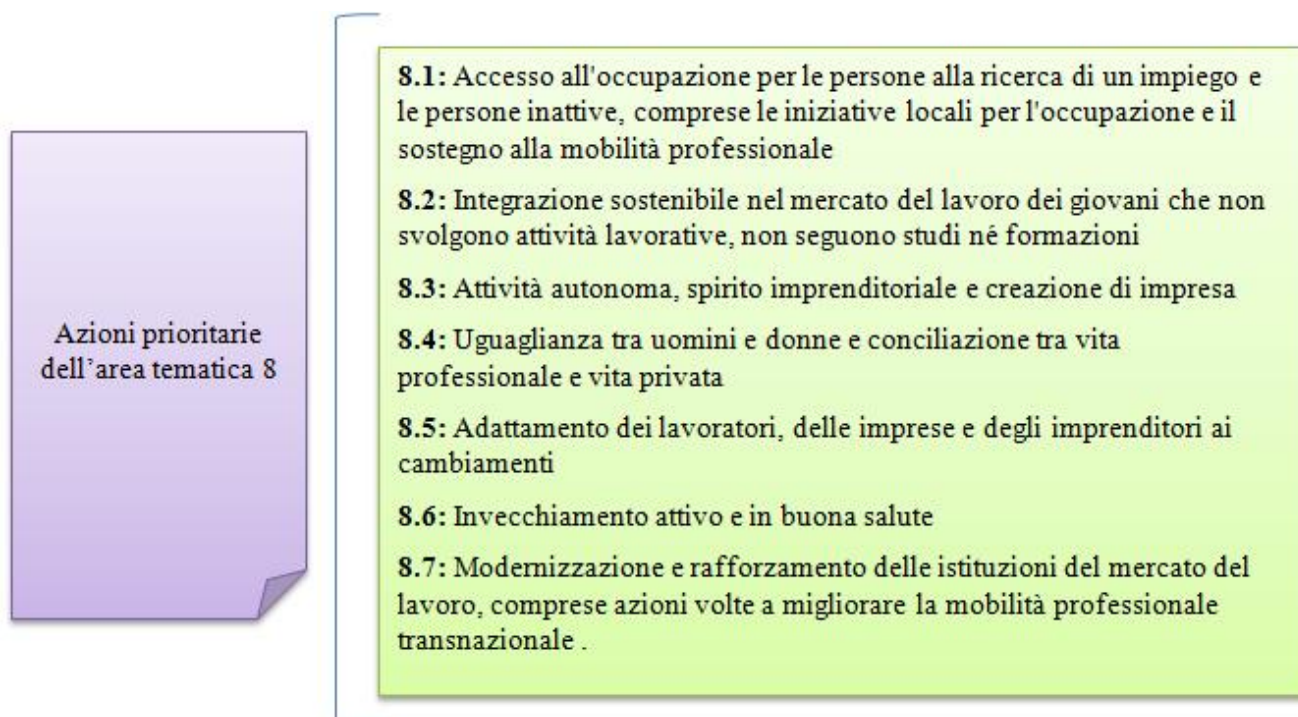 Azioni prioritarie
dell’area tematica 8
8.1: Accesso all'occupazione per le persone alla ricerca di un impiego e
le persone inattive, comprese le iniziative locali per l'occupazione e il
sostegno alla mobilità professionale
8.2: Integrazione sostenibile nel mercato del lavoro dei giovani che non
svolgono attività lavorative, non seguono studi né formazioni
8.3: Attività autonoma, spirito imprenditoriale e creazione di impresa
8.4: Uguaglianza tra uomini e donne e conciliazione tra vita
professionale e vita privata
8.5: Adattamento dei lavoratori, delle imprese e degli imprenditori ai
cambiamenti
8.6: Invecchiamento attivo e in buona salute
8.7: Modernizzazione e rafforzamento delle istituzioni del mercato del
lavoro, comprese azioni volte a migliorare la mobilità professionale
transnazionale .